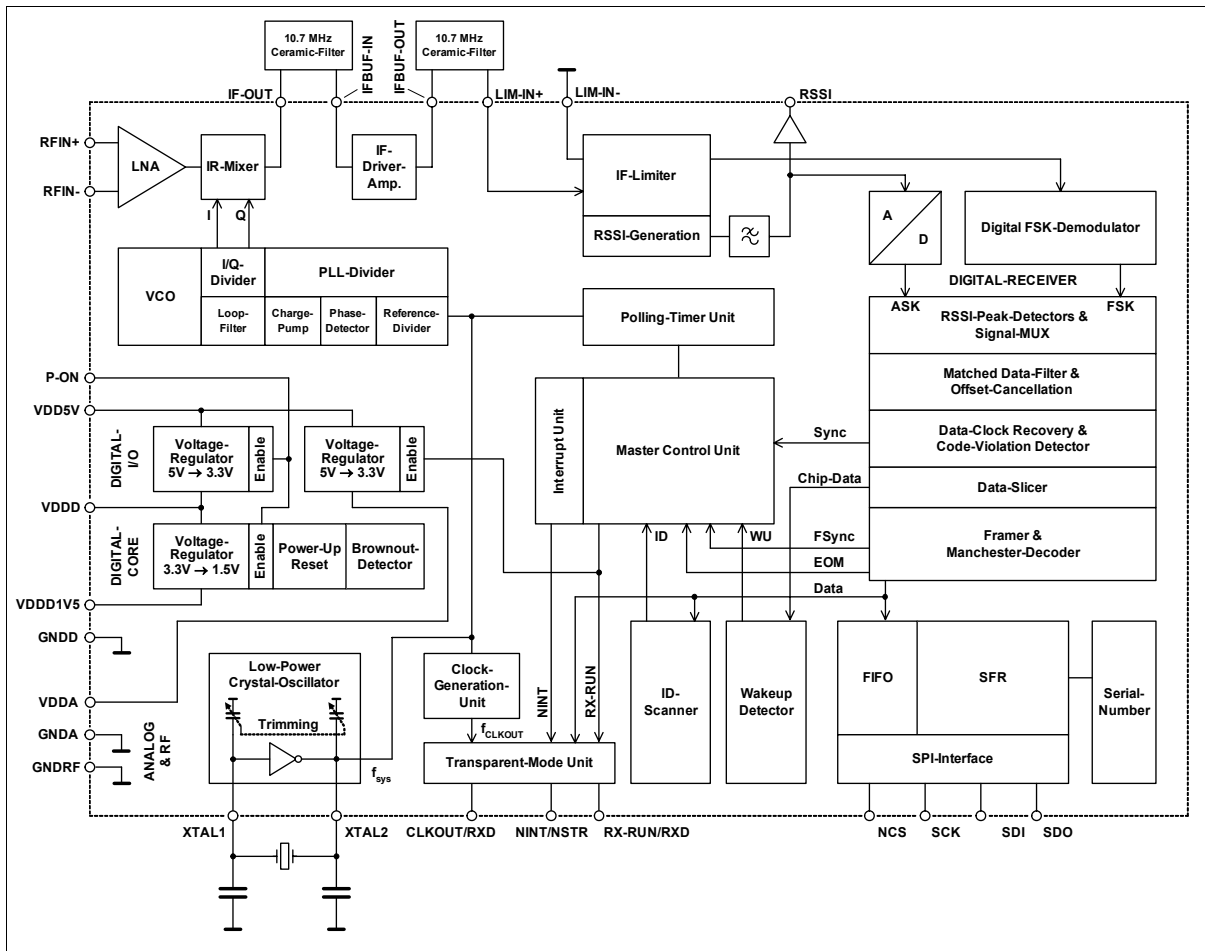 10.7 MHz
Ceramic-Filter
IFBUF-IN
IFBUF-OUT
10.7 MHz
Ceramic-Filter
IF-OUT
LIM-IN+
LIM-IN-
RSSI
RFIN+
RFIN-
LNA
IR-Mixer
IF-
Driver-
Amp.
IF-Limiter
RSSI-Generation
A
D
Digital FSK-Demodulator
I
Q
VCO
I/Q-
Divider
PLL-Divider
Loop-
Filter
Charge-
Pump
Phase-
Detector
Reference-
Divider
Polling-Timer Unit
DIGITAL-RECEIVER
ASK
FSK
RSSI-Peak-Detectors &
Signal-MUX
Matched Data-Filter &
Offset-Cancellation
Data-Clock Recovery &
Code-Violation Detector
Data-Slicer
Framer &
Manchester-Decoder
P-ON
VDD5V
VDDD
VDDD1V5
GNDD
VDDA
GNDA
GNDRF
DIGITAL-
I/O
Voltage-
Regulator
5V → 3.3V
Enable
Voltage-
Regulator
5V → 3.3V
Enable
DIGITAL-
CORE
Voltage-
Regulator
3.3V → 1.5V
Enable
Power-Up
Reset
Brownout-
Detector
ANALOG
& RF
Interrupt Unit
Master Control Unit
Sync
Chip-Data
FSync
EOM
Data
ID
WU
Low-Power
Crystal-Oscillator
Trimming
fsys
Clock-
Generation-
Unit
fCLKOUT
NINT
RX-RUN
Transparent-Mode Unit
ID-
Scanner
Wakeup
Detector
FIFO
SFR
SPI-Interface
Serial-
Number
XTAL1
XTAL2
CLKOUT/RXD
NINT/NSTR
RX-RUN/RXD
NCS
SCK
SDI
SDO